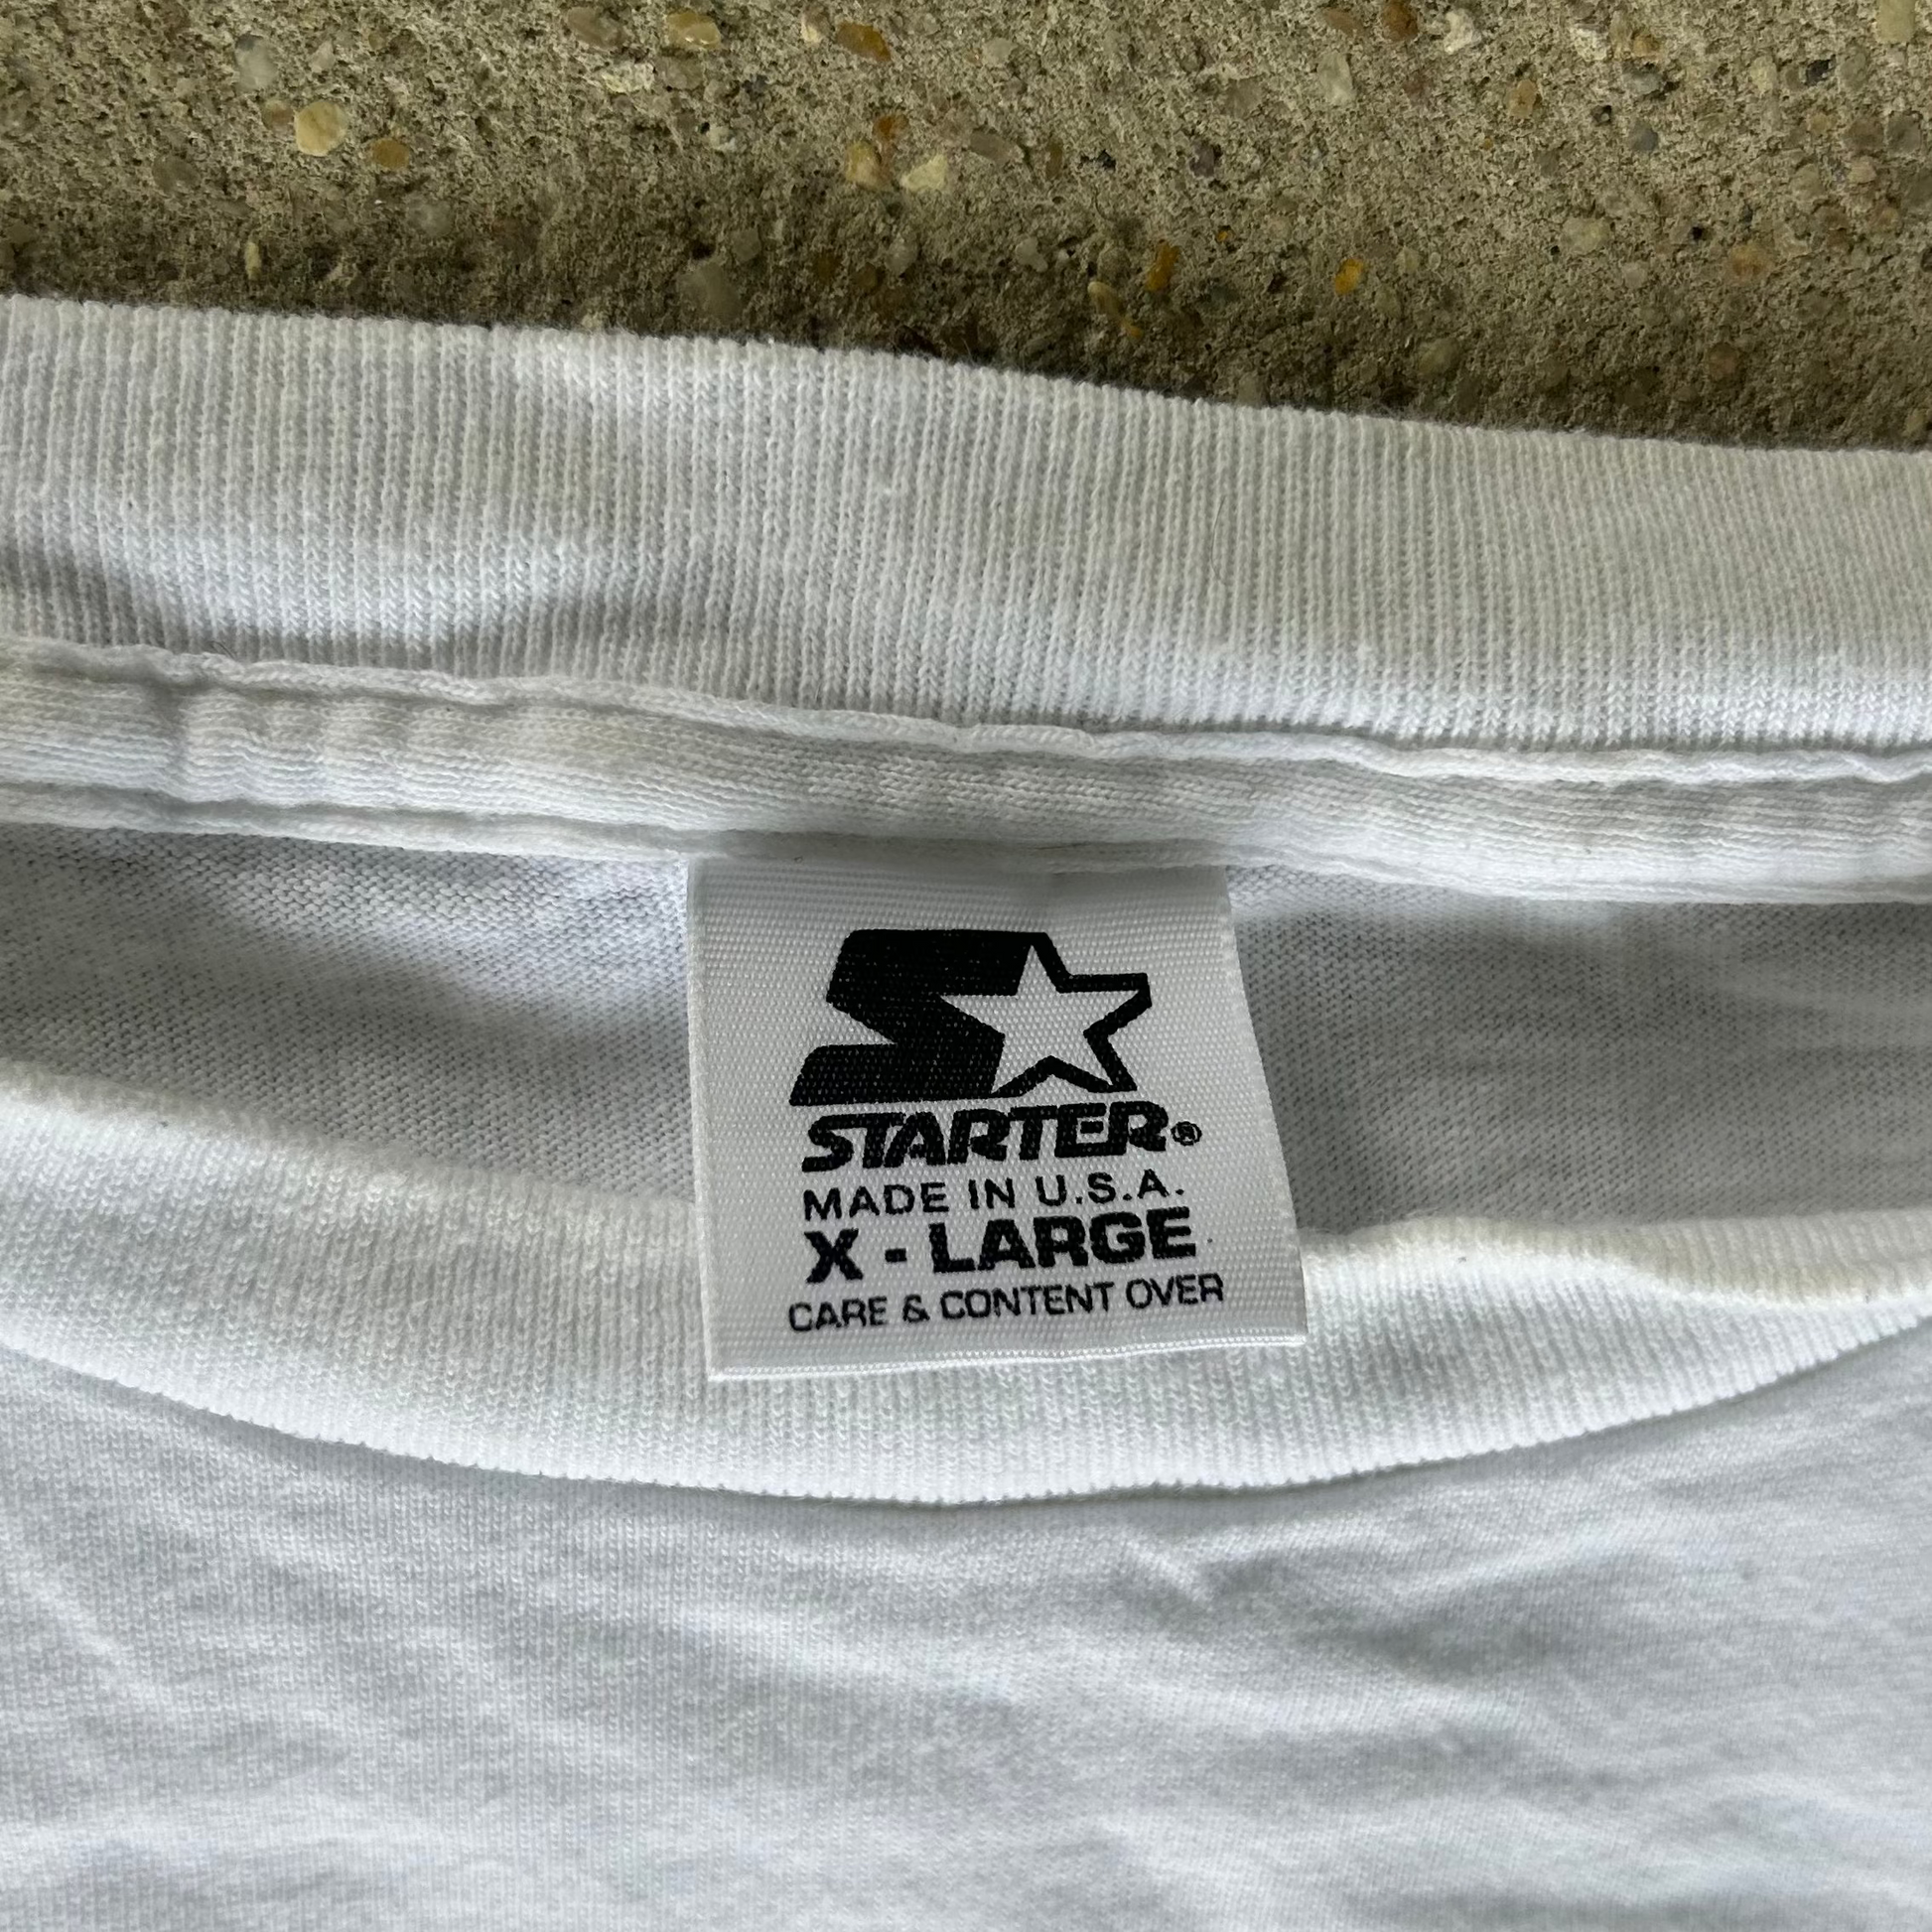 STARTER®
MADE IN U.S.A.
X - LARGE
CARE & CONTENT OVER